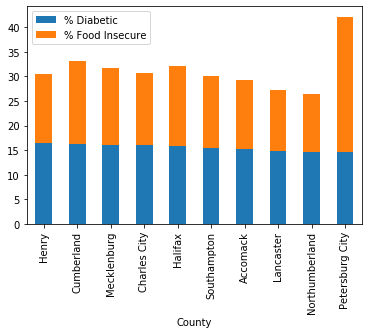 % Diabetic
% Food Insecure
40
35
30
25
20
15
10
5
0
Henry
Cumberland
Mecklenburg
Charles City
Halifax
Southampton
Accomack
Lancaster
Northumberland
Petersburg City
County